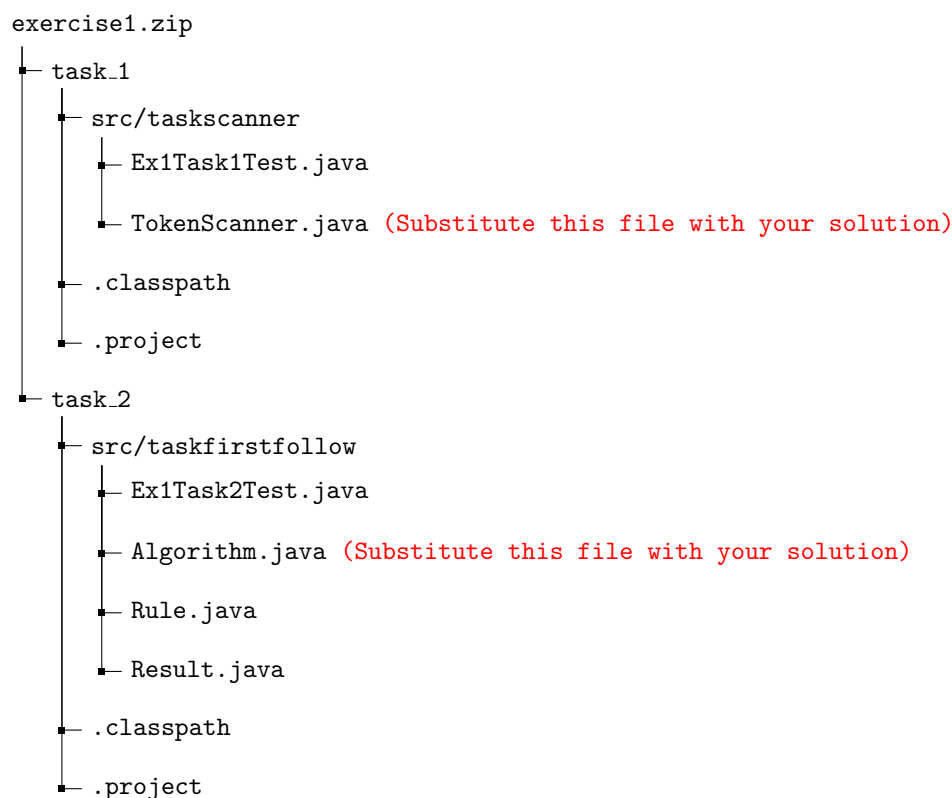 exercise1.zip
task_1
src/taskscanner
Ex1Task1Test.java
TokenScanner.java (Substitute this file with your solution)
.classpath
.project
task_2
src/taskfirstfollow
Ex1Task2Test.java
Algorithm.java (Substitute this file with your solution)
Rule.java
Result.java
.classpath
.project